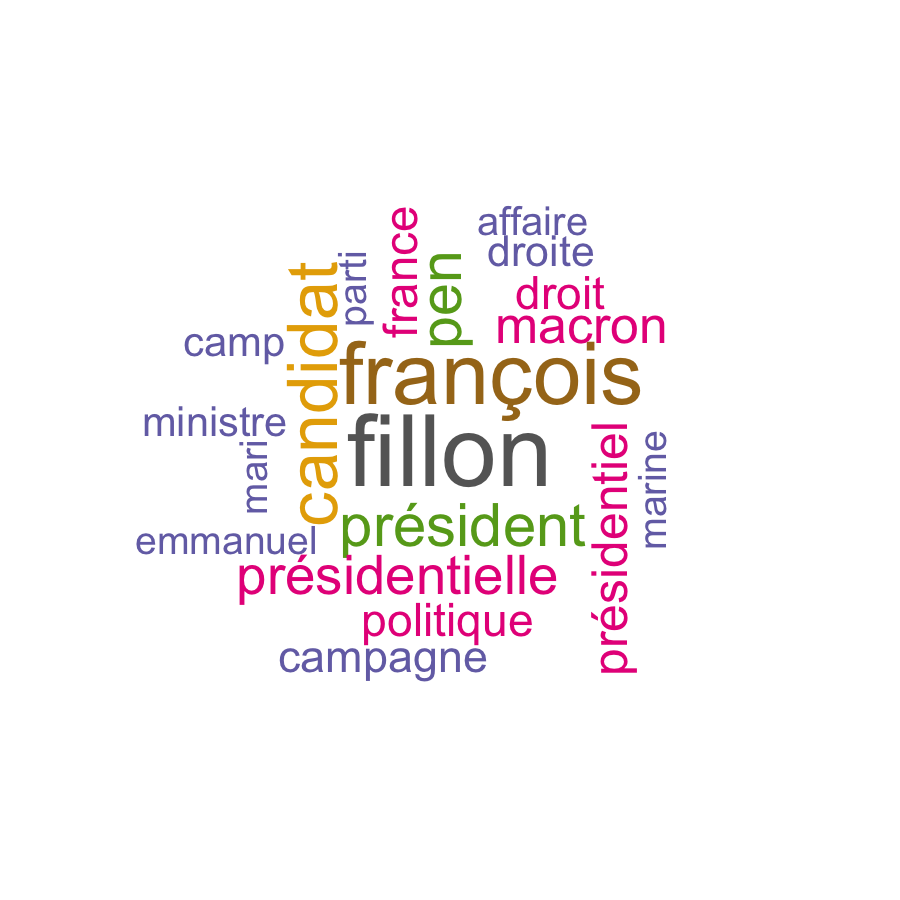 affaire
droite
france
parti
pen
droit
macron
camp
candidat
françois
ministre
mari
fillon
présidentiel
marine
président
emmanuel
présidentielle
politique
campagne